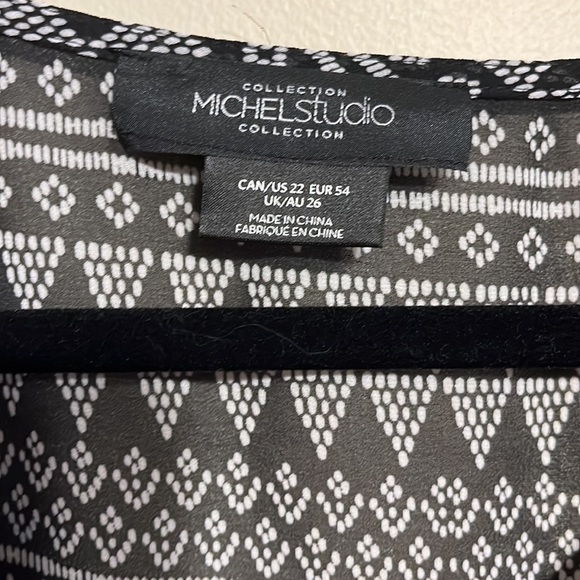 COLLECTION
MICHELstudio
COLLECTION
CAN/US 22 EUR 54
UK/AU 26
MADE IN CHINA
FABRIQUÉ EN CHINE